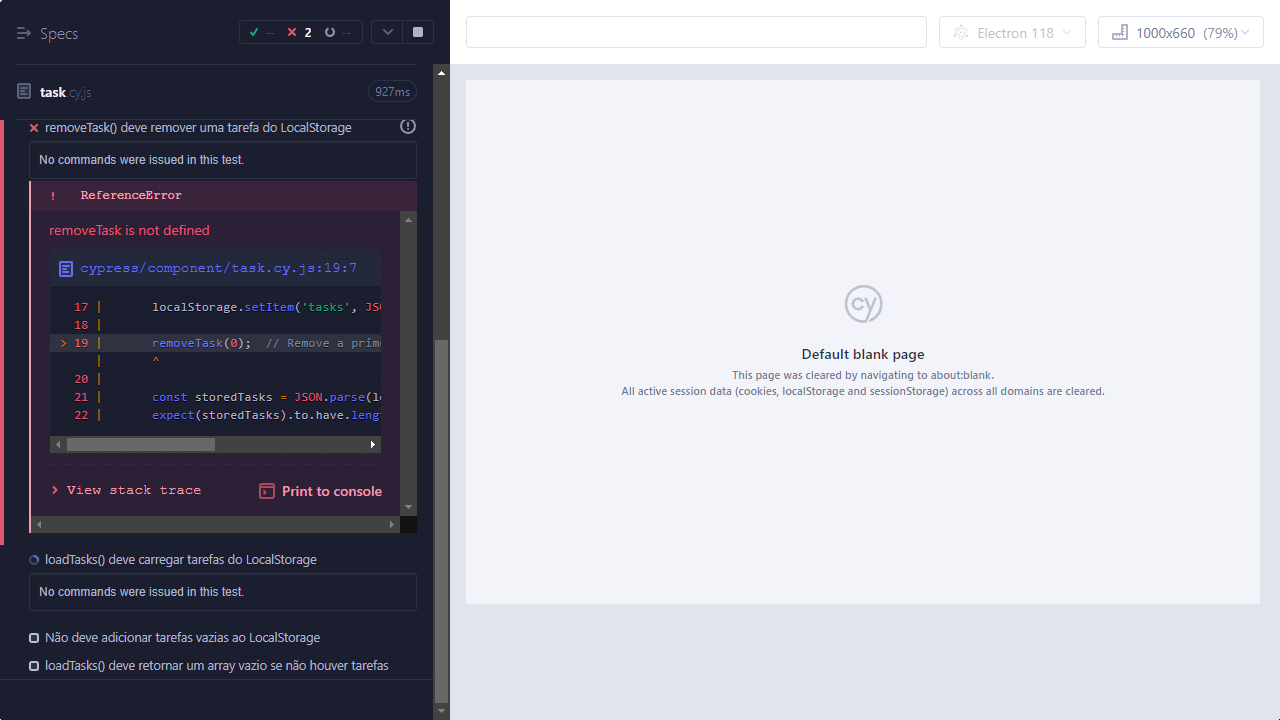 Specs
-- 2 --
task.cy.js
927ms
removeTask() deve remover uma tarefa do LocalStorage
No commands were issued in this test.
! ReferenceError
removeTask is not defined
cypress/component/task.cy.js:19:7
17 | localStorage.setItem('tasks', JSO
18 |
> 19 | removeTask(0); // Remove a prim
| ^
20 |
21 | const storedTasks = JSON.parse(lo
22 | expect(storedTasks).to.have.lengt
> View stack trace
Print to console
loadTasks() deve carregar tarefas do LocalStorage
No commands were issued in this test.
Não deve adicionar tarefas vazias ao LocalStorage
loadTasks() deve retornar um array vazio se não houver tarefas
Electron 118
1000x660 (79%)
cy
Default blank page
This page was cleared by navigating to about:blank.
All active session data (cookies, localStorage and sessionStorage) across all domains are cleared.